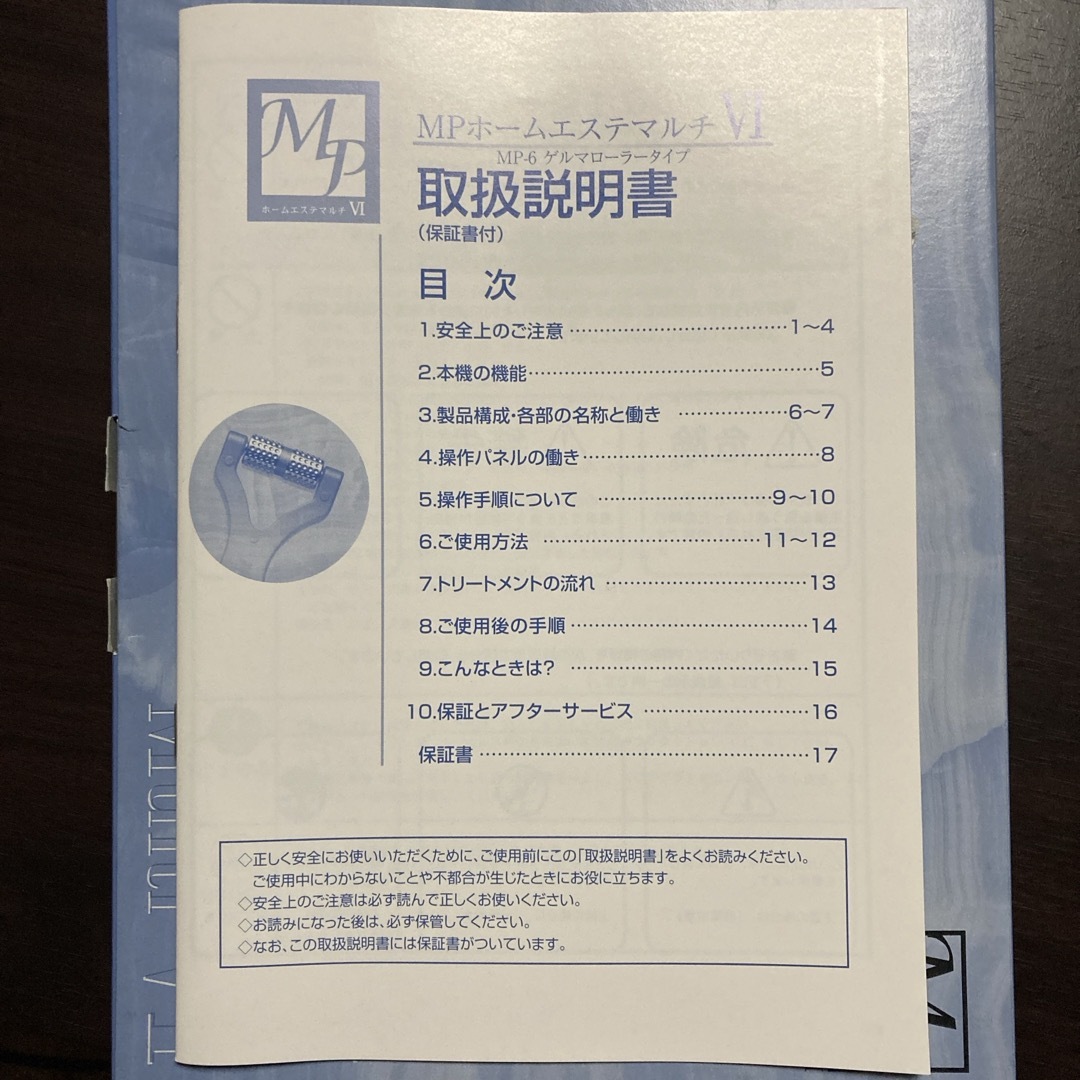 MP
ホームエステマルチ VI
MPホームエステマルチ VI
MP-6 ゲルマローラータイプ
取扱説明書
(保証書付)
目 次
1.安全上のご注意……………………………1～4
2.本機の機能……………………………5
3.製品構成・各部の名称と働き ………………6～7
4.操作パネルの働き……………………………8
5.操作手順について …………………………9～10
6.ご使用方法 ……………………………11～12
7.トリートメントの流れ ……………………………13
8.ご使用後の手順……………………………14
9.こんなときは? ……………………………15
10.保証とアフターサービス ………………………16
保証書……………………………17
◇正しく安全にお使いいただくために、ご使用前にこの「取扱説明書」をよくお読みください。
ご使用中にわからないことや不都合が生じたときにお役に立ちます。
◇安全上のご注意は必ず読んで正しくお使いください。
◇お読みになった後は、必ず保管してください。
◇なお、この取扱説明書には保証書がついています。